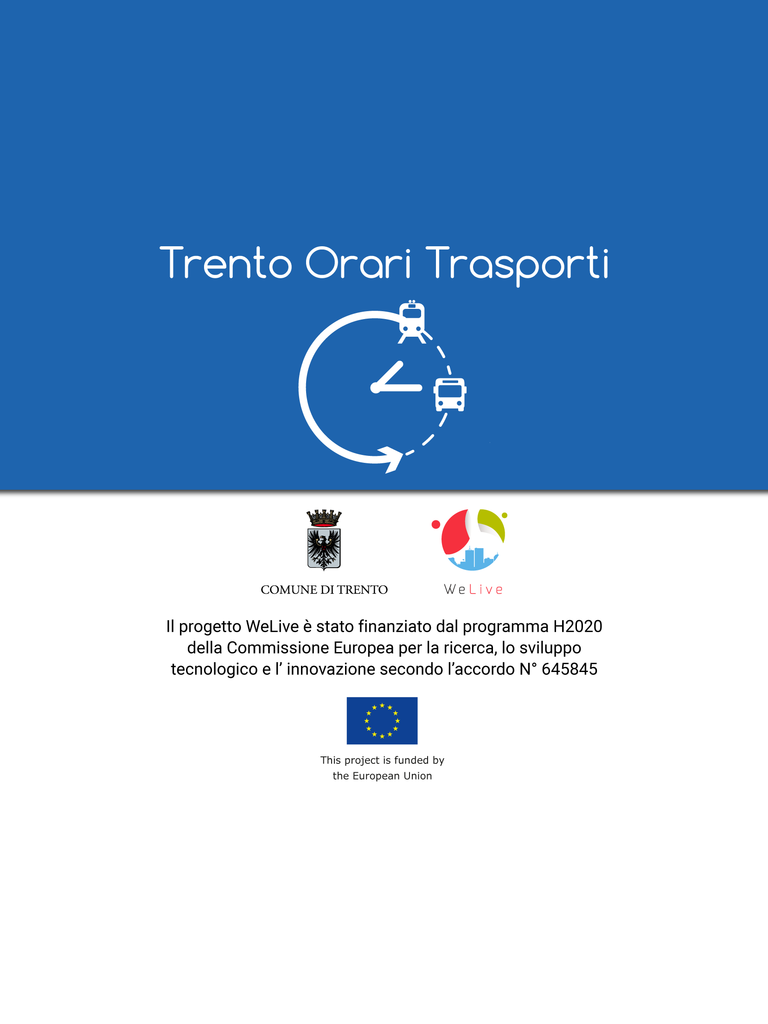 Trento Orari Trasporti
COMUNE DI TRENTO
WeLive
Il progetto WeLive è stato finanziato dal programma H2020
della Commissione Europea per la ricerca, lo sviluppo
tecnologico e l’ innovazione secondo l’accordo N° 645845
This project is funded by
the European Union